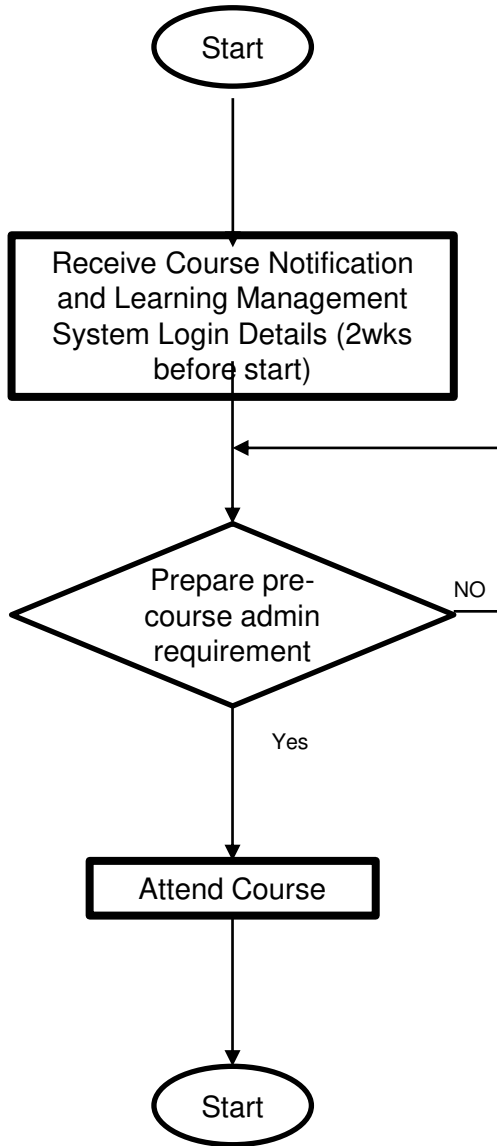 Start
Receive Course Notification
and Learning Management
System Login Details (2wks
before start)
Prepare pre-
course admin
requirement
NO
Yes
Attend Course
Start